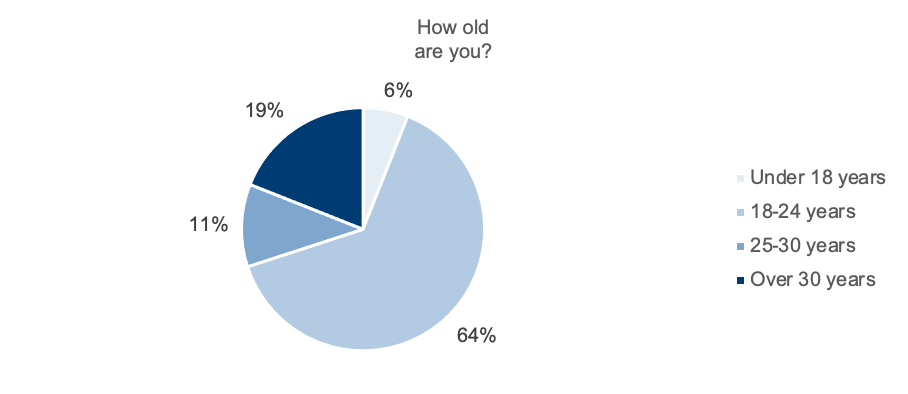 How old
are you?
6%
19%
11%
64%
Under 18 years
18-24 years
25-30 years
Over 30 years